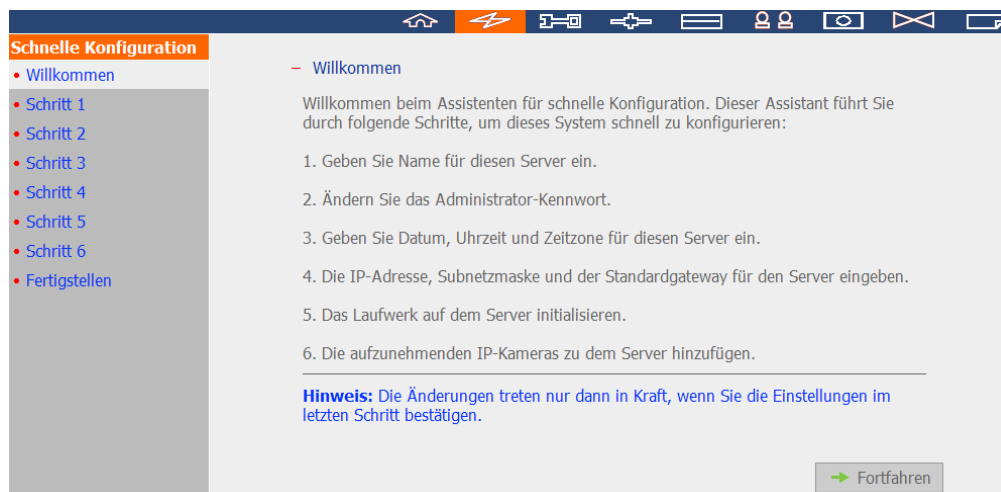 Schnelle Konfiguration
• Willkommen
• Schritt 1
• Schritt 2
• Schritt 3
• Schritt 4
• Schritt 5
• Schritt 6
• Fertigstellen
– Willkommen
Willkommen beim Assistenten für schnelle Konfiguration. Dieser Assistant führt Sie
durch folgende Schritte, um dieses System schnell zu konfigurieren:
1. Geben Sie Name für diesen Server ein.
2. Ändern Sie das Administrator-Kennwort.
3. Geben Sie Datum, Uhrzeit und Zeitzone für diesen Server ein.
4. Die IP-Adresse, Subnetzmaske und der Standardgateway für den Server eingeben.
5. Das Laufwerk auf dem Server initialisieren.
6. Die aufzunehmenden IP-Kameras zu dem Server hinzufügen.
Hinweis: Die Änderungen treten nur dann in Kraft, wenn Sie die Einstellungen im
letzten Schritt bestätigen.
Fortfahren